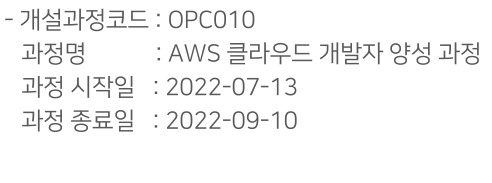 - 개설과정코드 : OPC010
과정명 : AWS 클라우드 개발자 양성 과정
과정 시작일 : 2022-07-13
과정 종료일 : 2022-09-10